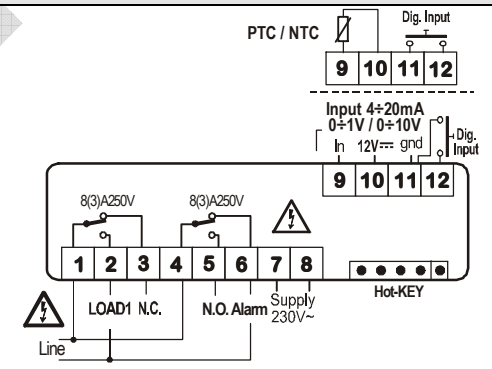 PTC / NTC
Dig. Input
9 10 11 12
Input 4÷20mA
0÷1V / 0÷10V
In 12V⎓ gnd
Dig.
Input
9 10 11 12
8(3)A250V 8(3)A250V
1 2 3 4 5 6 7 8
Hot-KEY
LOAD1 N.C. N.O. Alarm Supply
230V~
Line